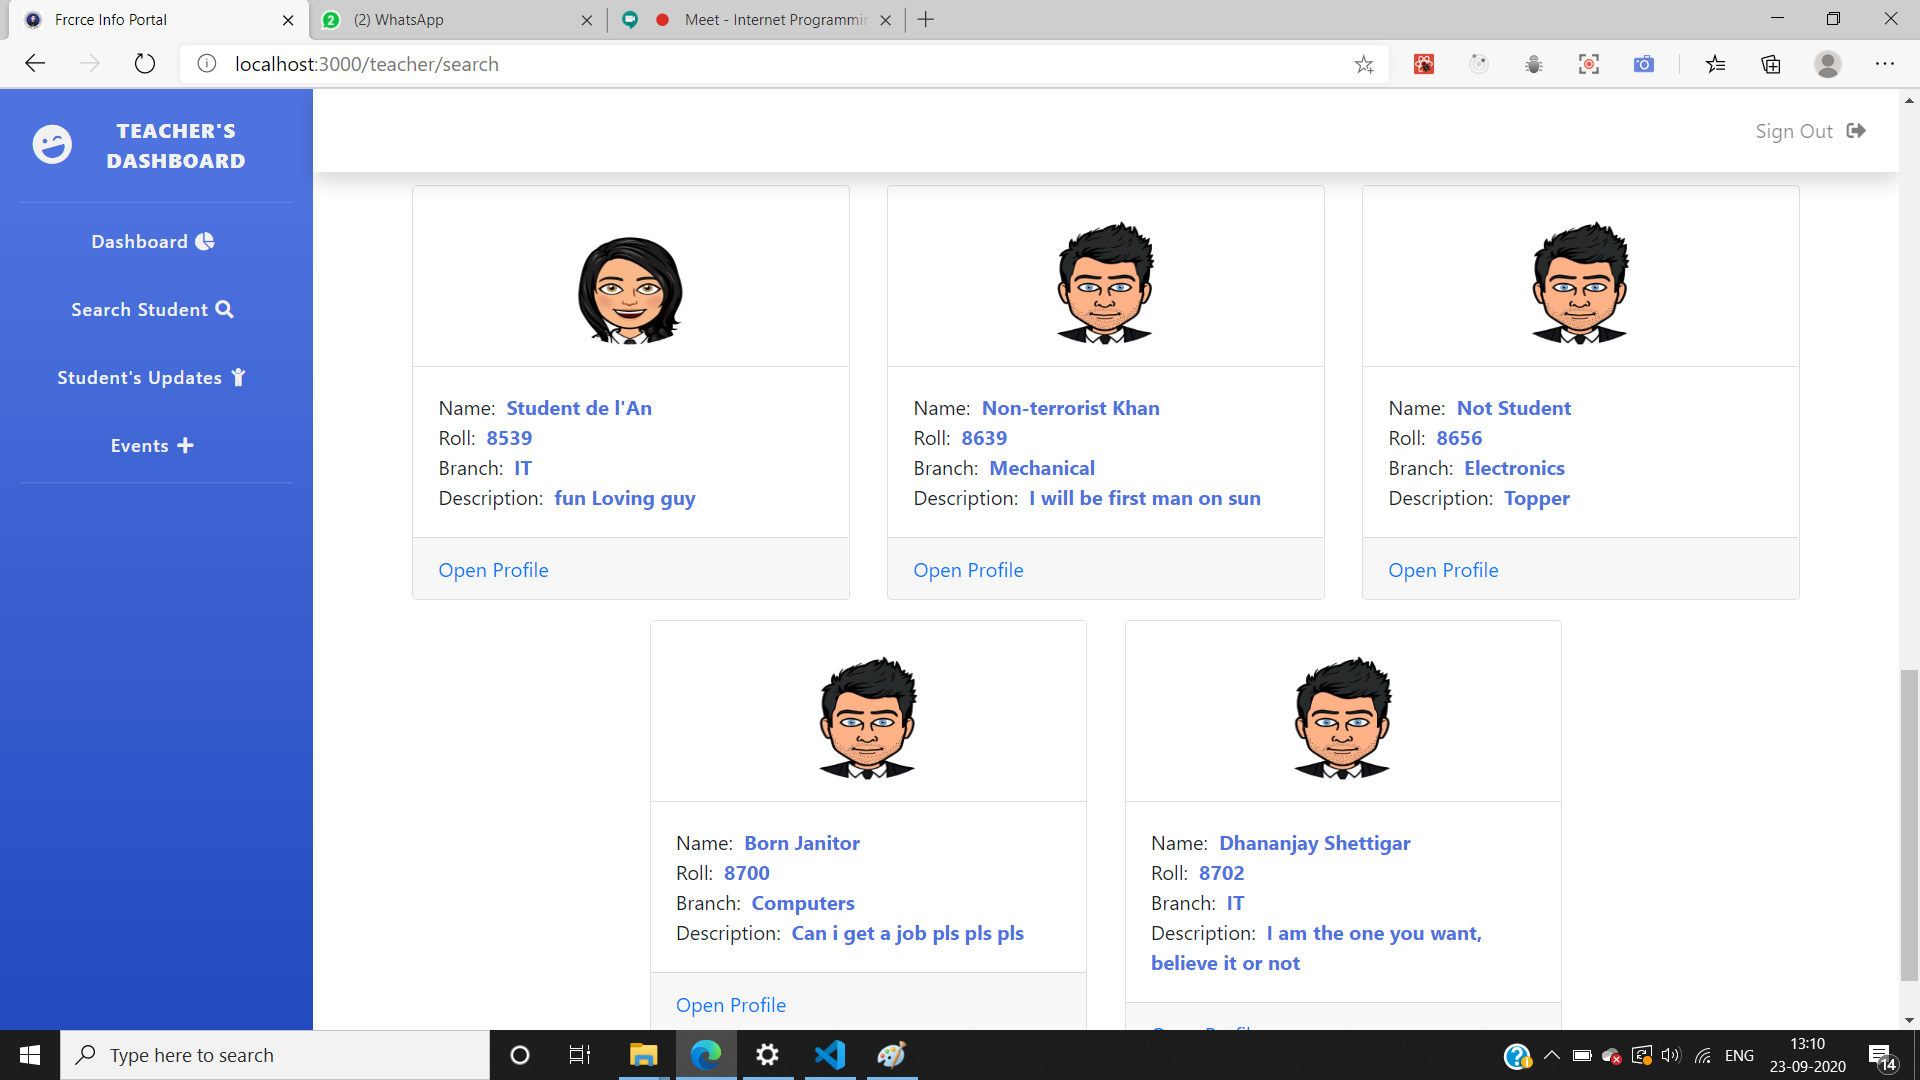 Frcrce Info Portal
2
(2) WhatsApp
Meet - Internet Programmin
localhost:3000/teacher/search
TEACHER'S
DASHBOARD
Sign Out
Dashboard
Search Student
Student's Updates
Events
Name: Student de l'An
Roll: 8539
Branch: IT
Description: fun Loving guy
Open Profile
Name: Non-terrorist Khan
Roll: 8639
Branch: Mechanical
Description: I will be first man on sun
Open Profile
Name: Not Student
Roll: 8656
Branch: Electronics
Description: Topper
Open Profile
Name: Born Janitor
Roll: 8700
Branch: Computers
Description: Can i get a job pls pls pls
Open Profile
Name: Dhananjay Shettigar
Roll: 8702
Branch: IT
Description: I am the one you want,
believe it or not
Open Profile
Type here to search
ENG
13:10
23-09-2020
14